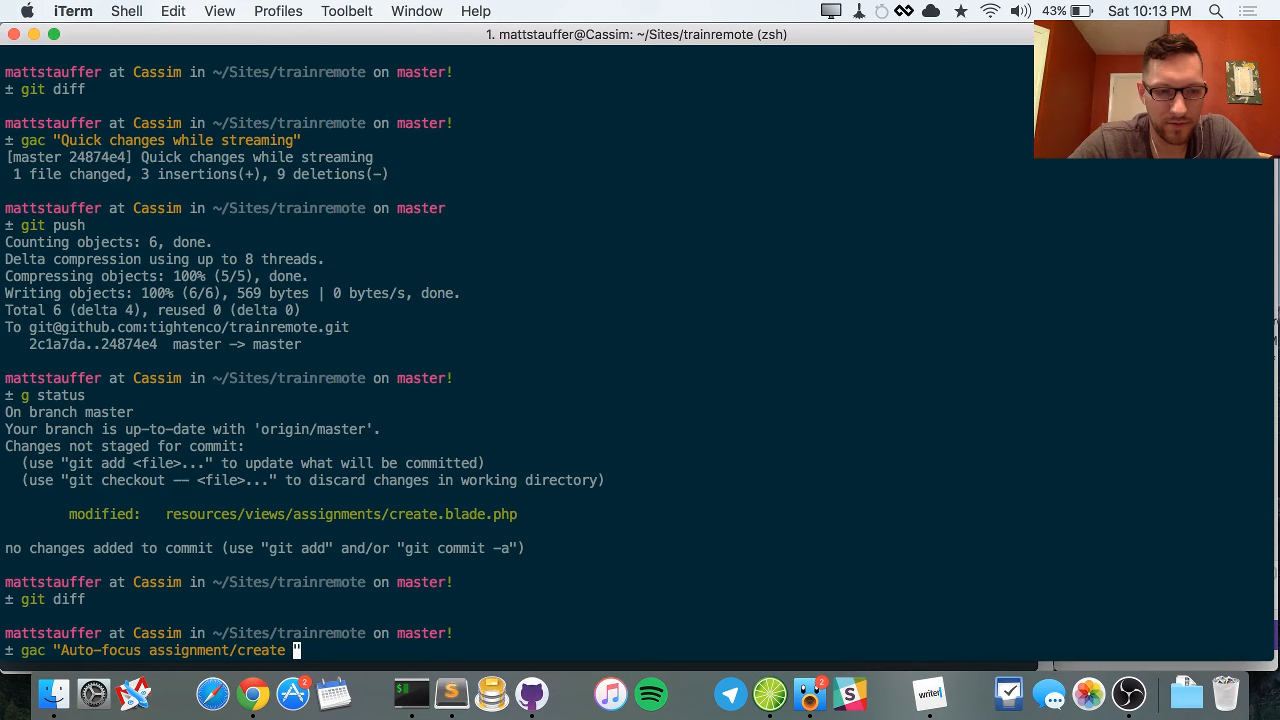 iTerm Shell Edit View Profiles Toolbelt Window Help 43% Sat 10:13 PM
1. mattstauffer@Cassim: ~/Sites/trainremote (zsh)
mattstauffer at Cassim in ~/Sites/trainremote on master!
± git diff
mattstauffer at Cassim in ~/Sites/trainremote on master!
± gac "Quick changes while streaming"
[master 24874e4] Quick changes while streaming
1 file changed, 3 insertions(+), 9 deletions(-)
mattstauffer at Cassim in ~/Sites/trainremote on master
± git push
Counting objects: 6, done.
Delta compression using up to 8 threads.
Compressing objects: 100% (5/5), done.
Writing objects: 100% (6/6), 569 bytes | 0 bytes/s, done.
Total 6 (delta 4), reused 0 (delta 0)
To git@github.com:tightenco/trainremote.git
2c1a7da..24874e4 master -> master
mattstauffer at Cassim in ~/Sites/trainremote on master!
± g status
On branch master
Your branch is up-to-date with 'origin/master'.
Changes not staged for commit:
(use "git add <file>..." to update what will be committed)
(use "git checkout -- <file>..." to discard changes in working directory)
modified: resources/views/assignments/create.blade.php
no changes added to commit (use "git add" and/or "git commit -a")
mattstauffer at Cassim in ~/Sites/trainremote on master!
± git diff
mattstauffer at Cassim in ~/Sites/trainremote on master!
± gac "Auto-focus assignment/create "
2 2
writer